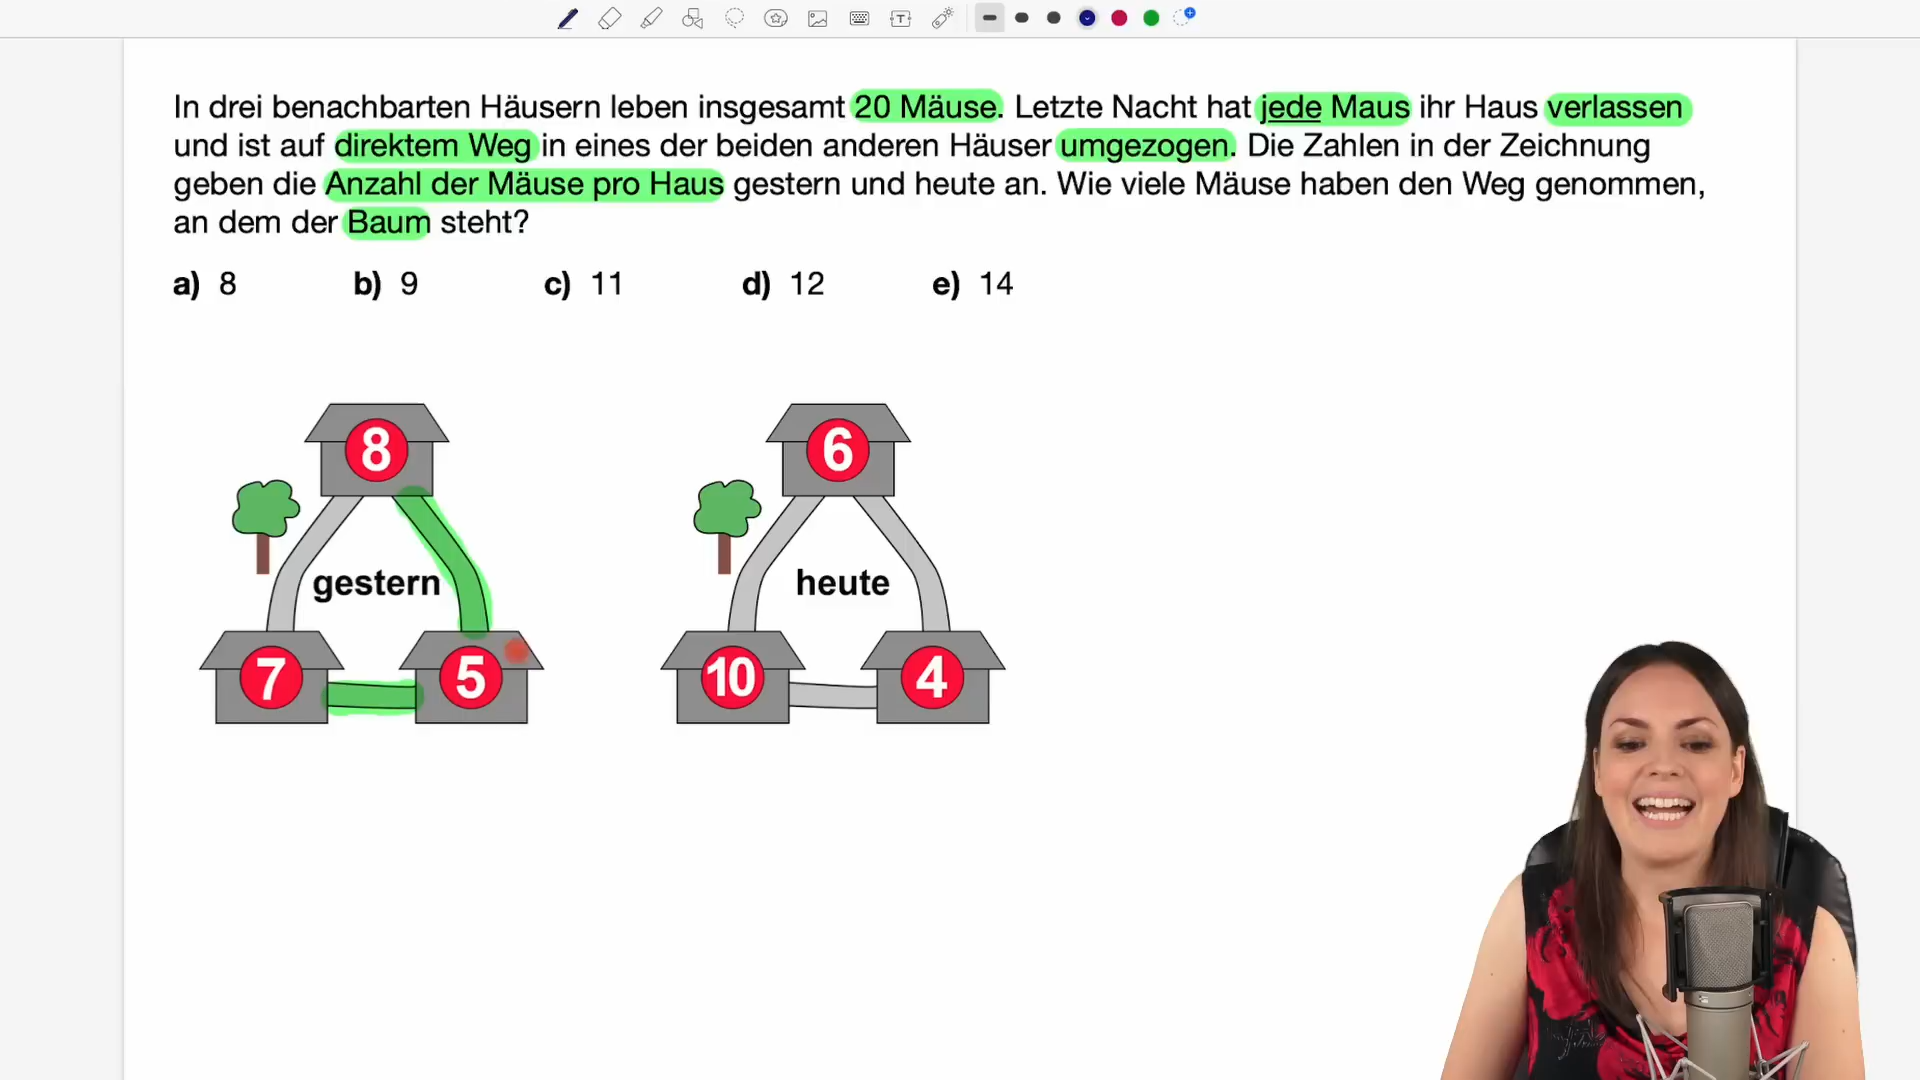 In drei benachbarten Häusern leben insgesamt 20 Mäuse. Letzte Nacht hat jede Maus ihr Haus verlassen
und ist auf direktem Weg in eines der beiden anderen Häuser umgezogen. Die Zahlen in der Zeichnung
geben die Anzahl der Mäuse pro Haus gestern und heute an. Wie viele Mäuse haben den Weg genommen,
an dem der Baum steht?
a) 8 b) 9 c) 11 d) 12 e) 14
8 6
gestern heute
7 5 10 4